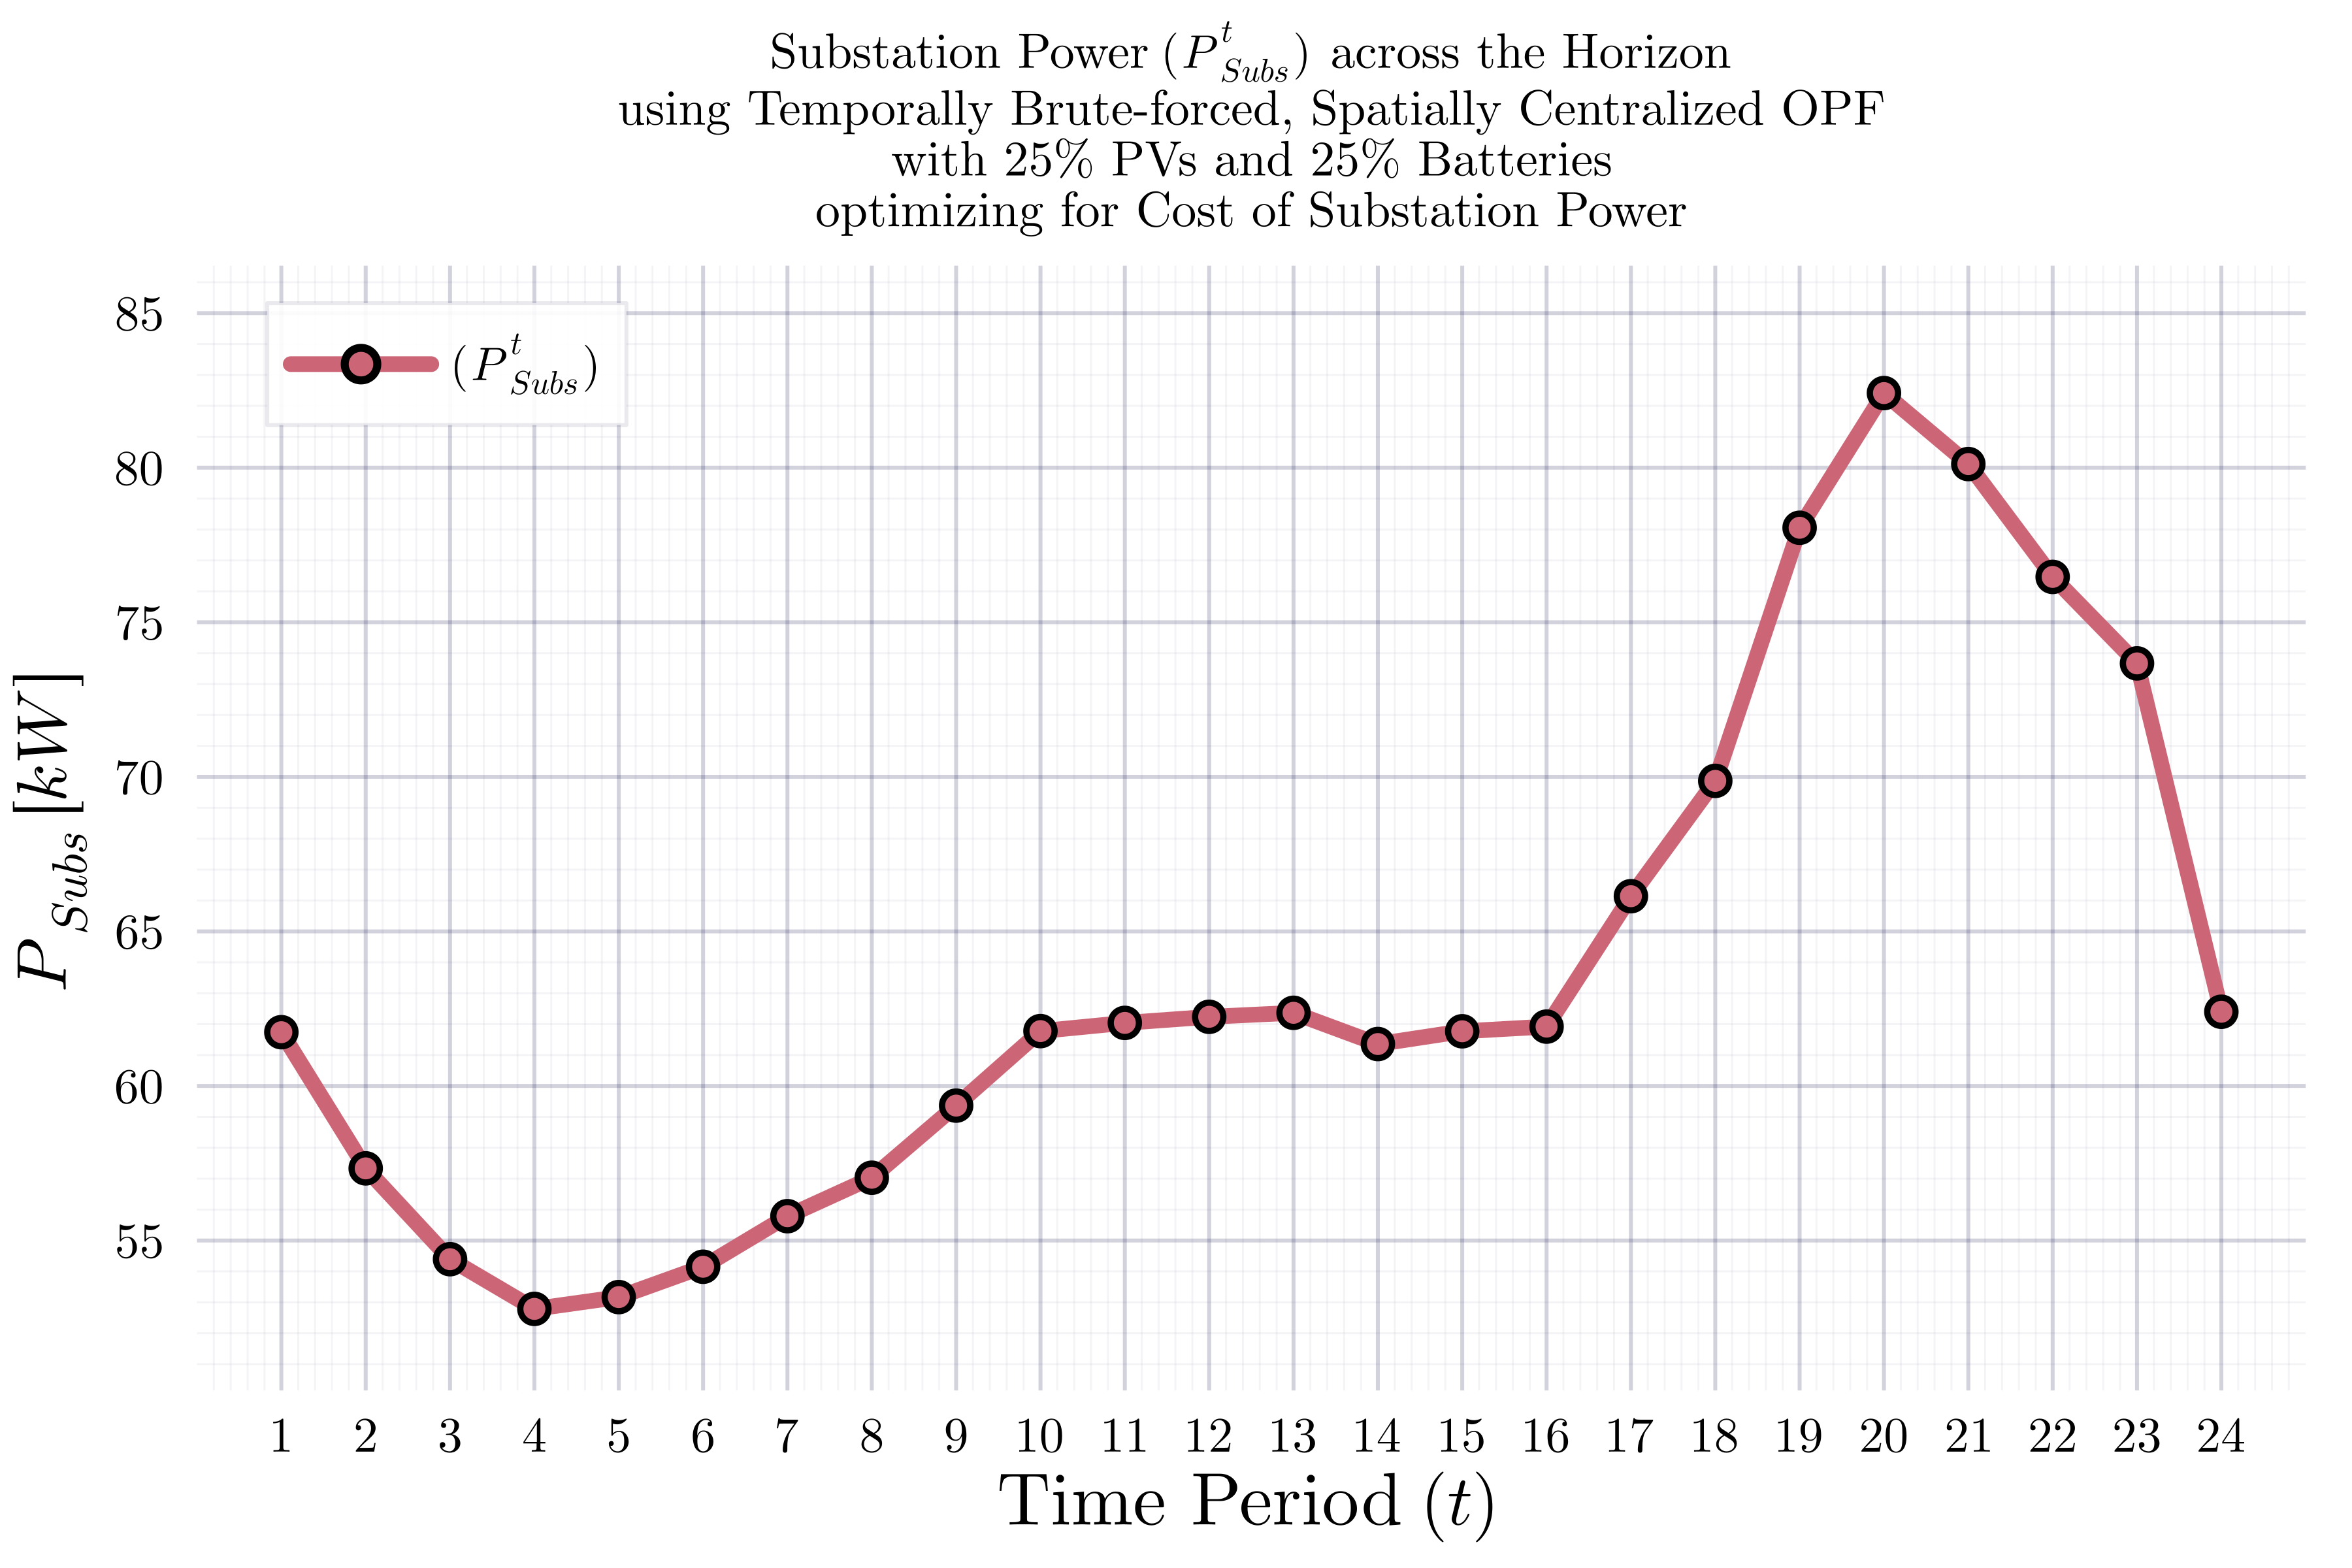 Substation Power (P^t_Subs) across the Horizon
using Temporally Brute-forced, Spatially Centralized OPF
with 25% PVs and 25% Batteries
optimizing for Cost of Substation Power
(P^t_Subs)
85
80
75
70
65
60
55
P_Subs [kW]
1 2 3 4 5 6 7 8 9 10 11 12 13 14 15 16 17 18 19 20 21 22 23 24
Time Period (t)